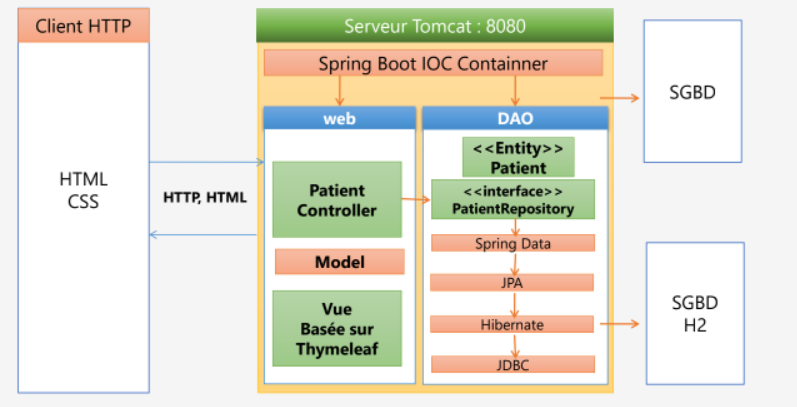 Client HTTP
HTML
CSS
HTTP, HTML
Serveur Tomcat : 8080
Spring Boot IOC Containner
web
Patient
Controller
Model
Vue
Basée sur
Thymeleaf
DAO
<<Entity>>
Patient
<<interface>>
PatientRepository
Spring Data
JPA
Hibernate
JDBC
SGBD
SGBD
H2